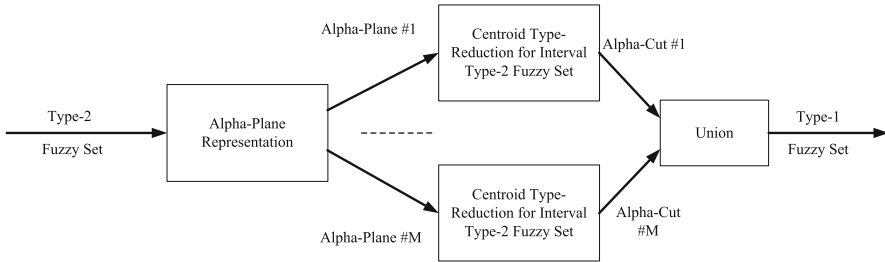 Type-2
Fuzzy Set
Alpha-Plane
Representation
Alpha-Plane #1
Alpha-Plane #M
Centroid Type-
Reduction for Interval
Type-2 Fuzzy Set
Centroid Type-
Reduction for Interval
Type-2 Fuzzy Set
Alpha-Cut #1
Alpha-Cut
#M
Union
Type-1
Fuzzy Set